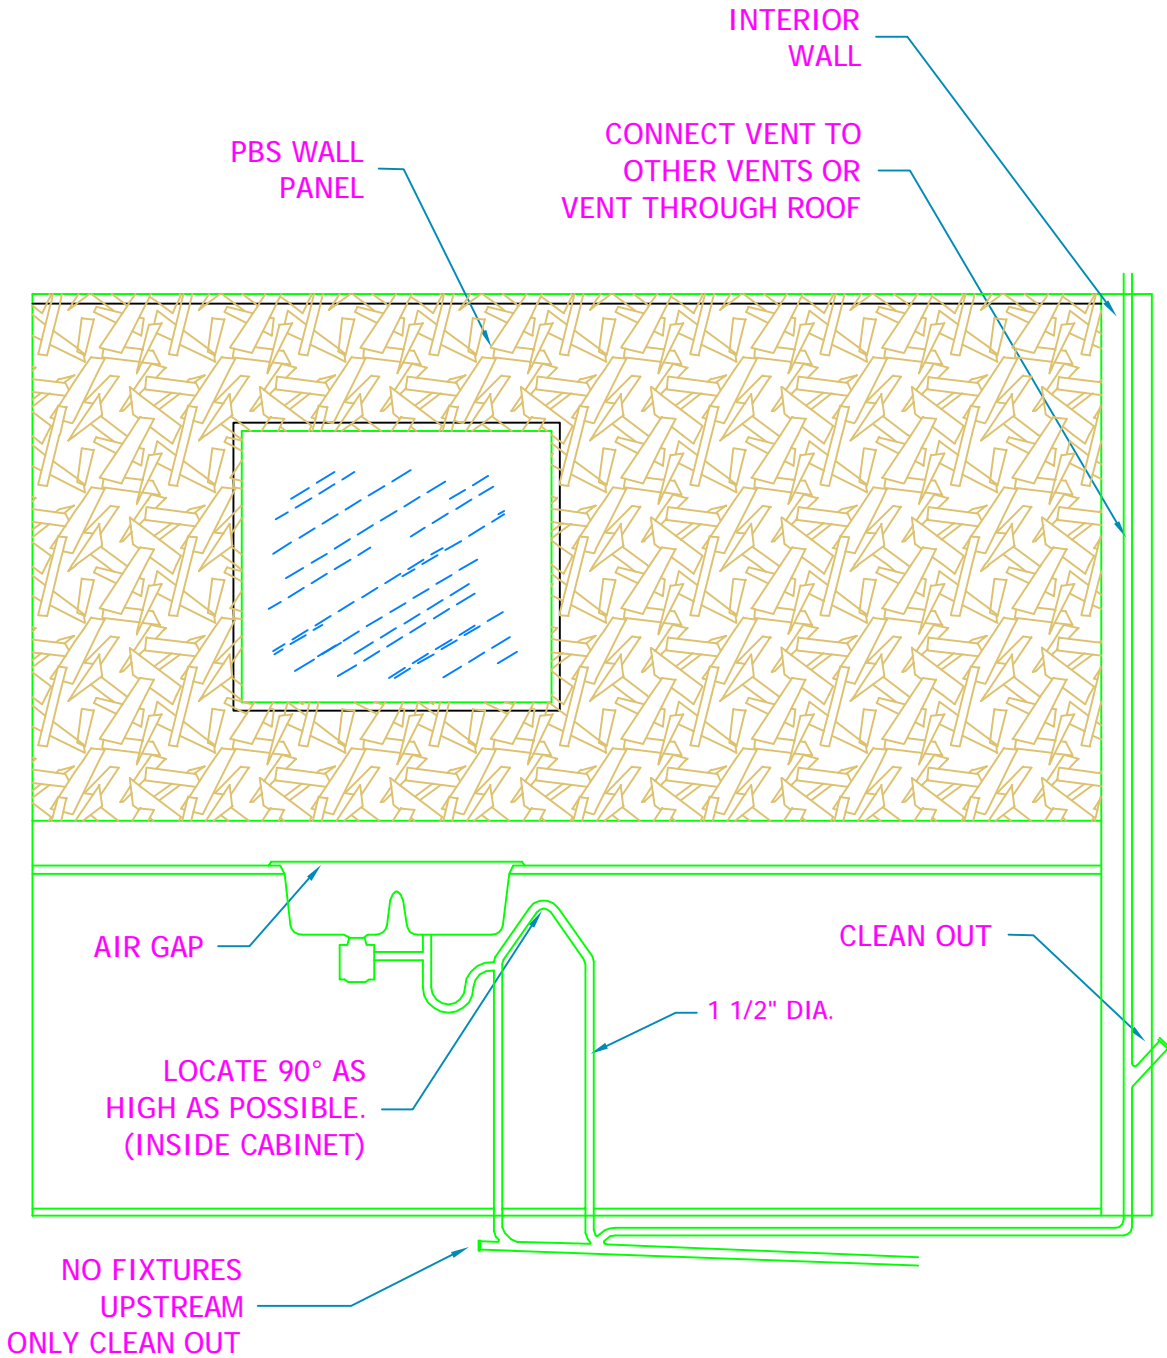 INTERIOR
WALL
CONNECT VENT TO
OTHER VENTS OR
VENT THROUGH ROOF
PBS WALL
PANEL
AIR GAP
CLEAN OUT
1 1/2" DIA.
LOCATE 90° AS
HIGH AS POSSIBLE.
(INSIDE CABINET)
NO FIXTURES
UPSTREAM
ONLY CLEAN OUT